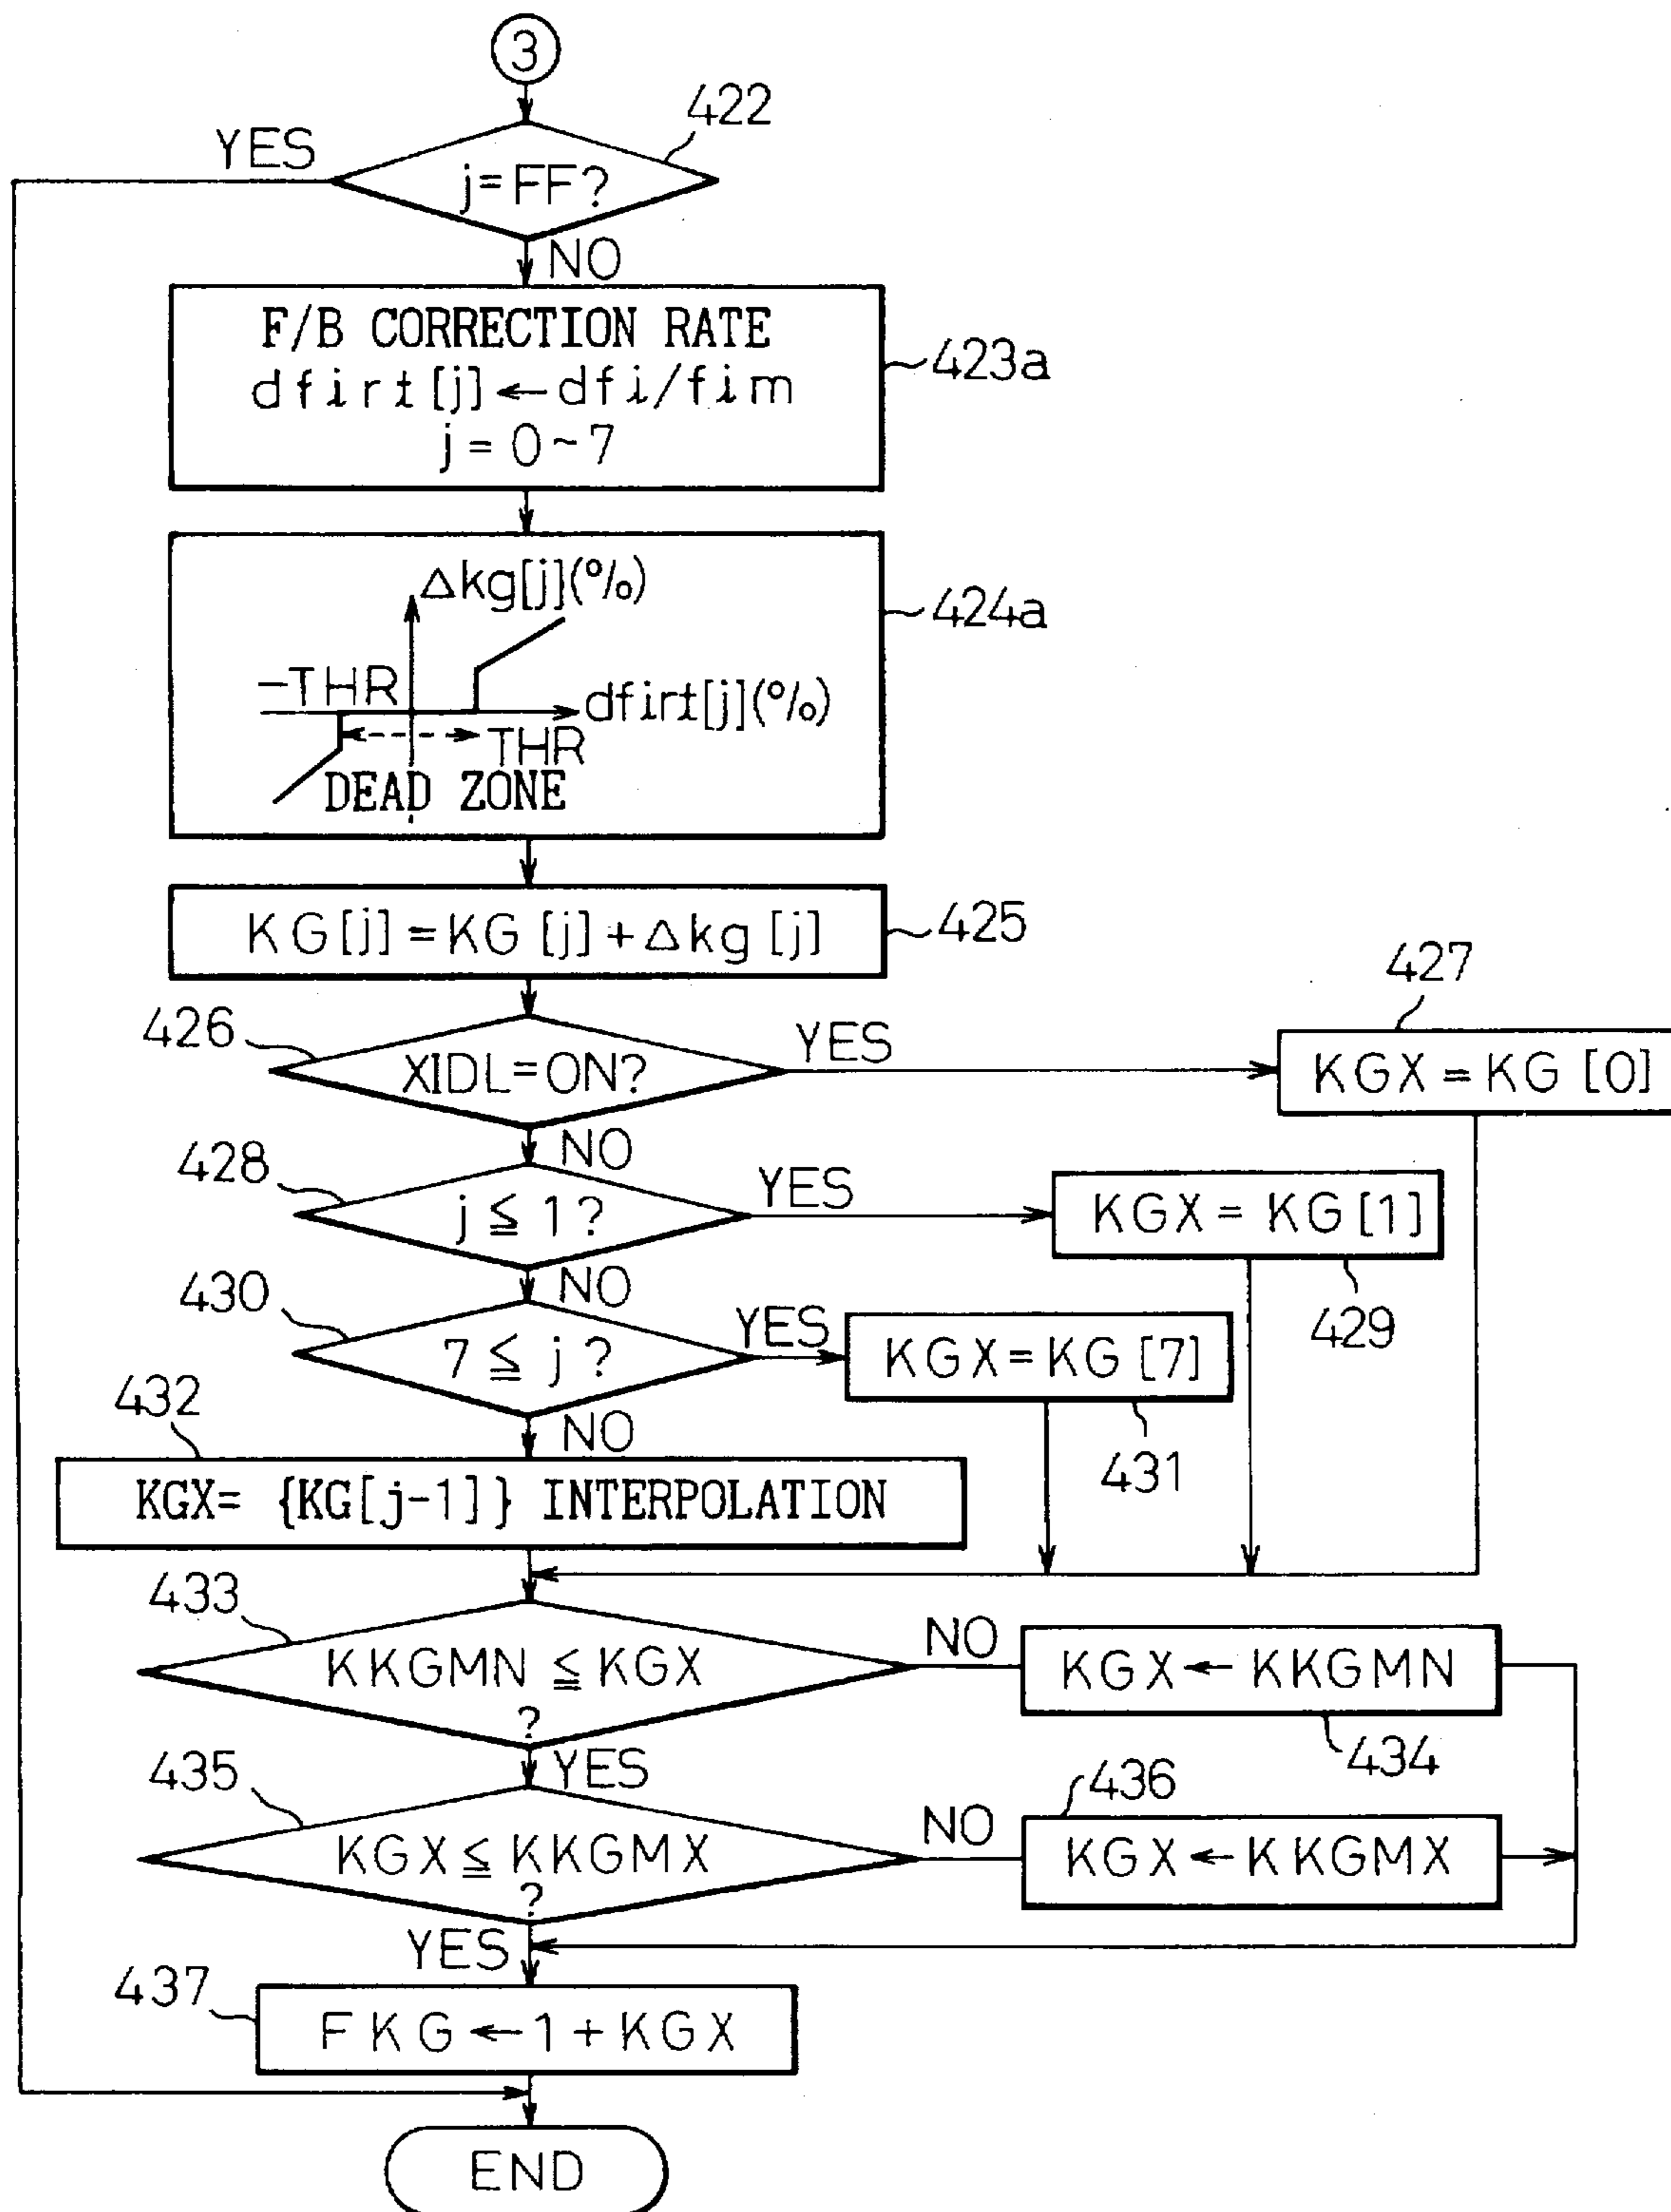 3
422
YES
j=FF?
NO
F/B CORRECTION RATE
dfirt[j]←dfi/fim
j=0~7
423a
Δkg[j](%)
424a
-THR
dfirt[j](%)
THR
DEAD ZONE
KG[j]=KG[j]+Δkg[j]
425
426
XIDL=ON?
YES
427
KGX=KG[0]
NO
428
j≦1?
YES
KGX=KG[1]
429
NO
430
7≦j?
YES
KGX=KG[7]
431
NO
432
KGX= {KG[j-1]} INTERPOLATION
433
KKGMN≦KGX
?
NO
KGX←KKGMN
434
YES
435
KGX≦KKGMX
?
NO
436
KGX←KKGMX
YES
437
FKG←1+KGX
END